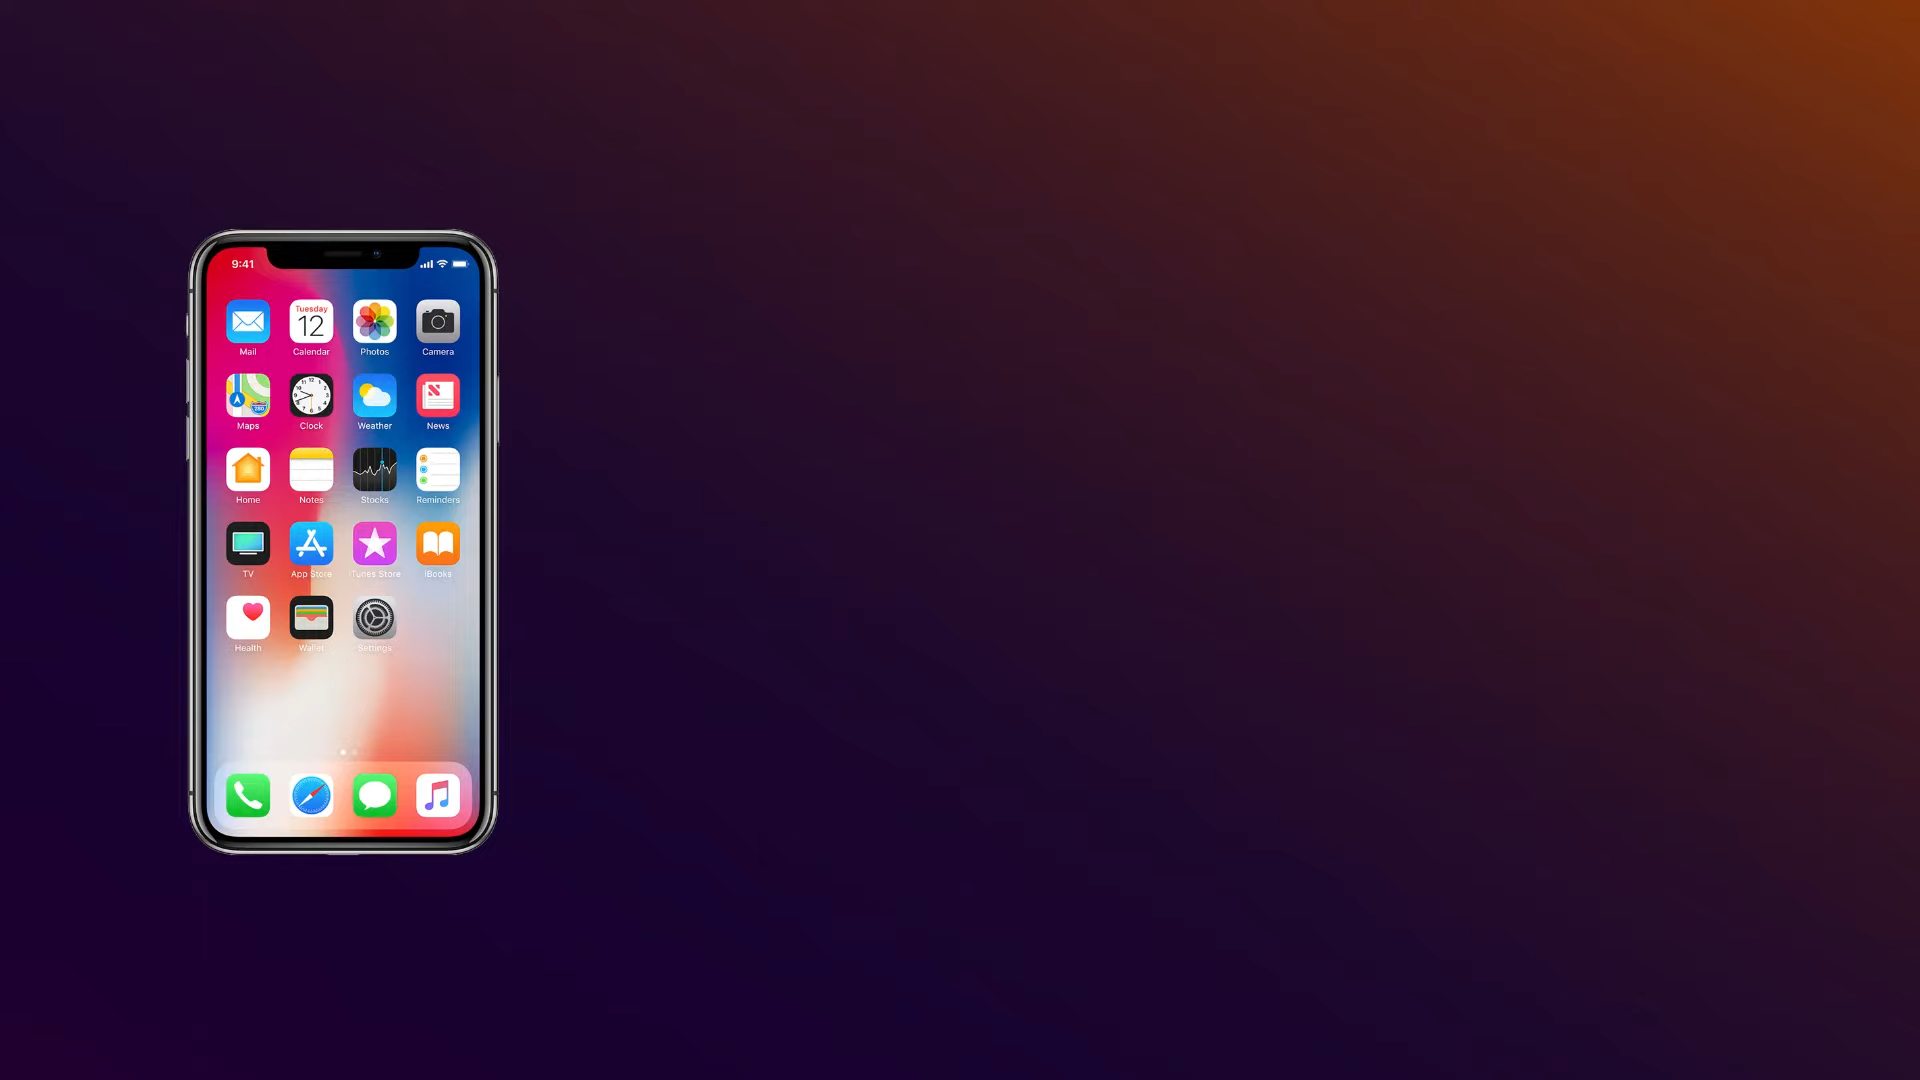 9:41
Tuesday
12
Mail Calendar Photos Camera
280
Maps Clock Weather News
Home Notes Stocks Reminders
TV App Store iTunes Store iBooks
Health Wallet Settings